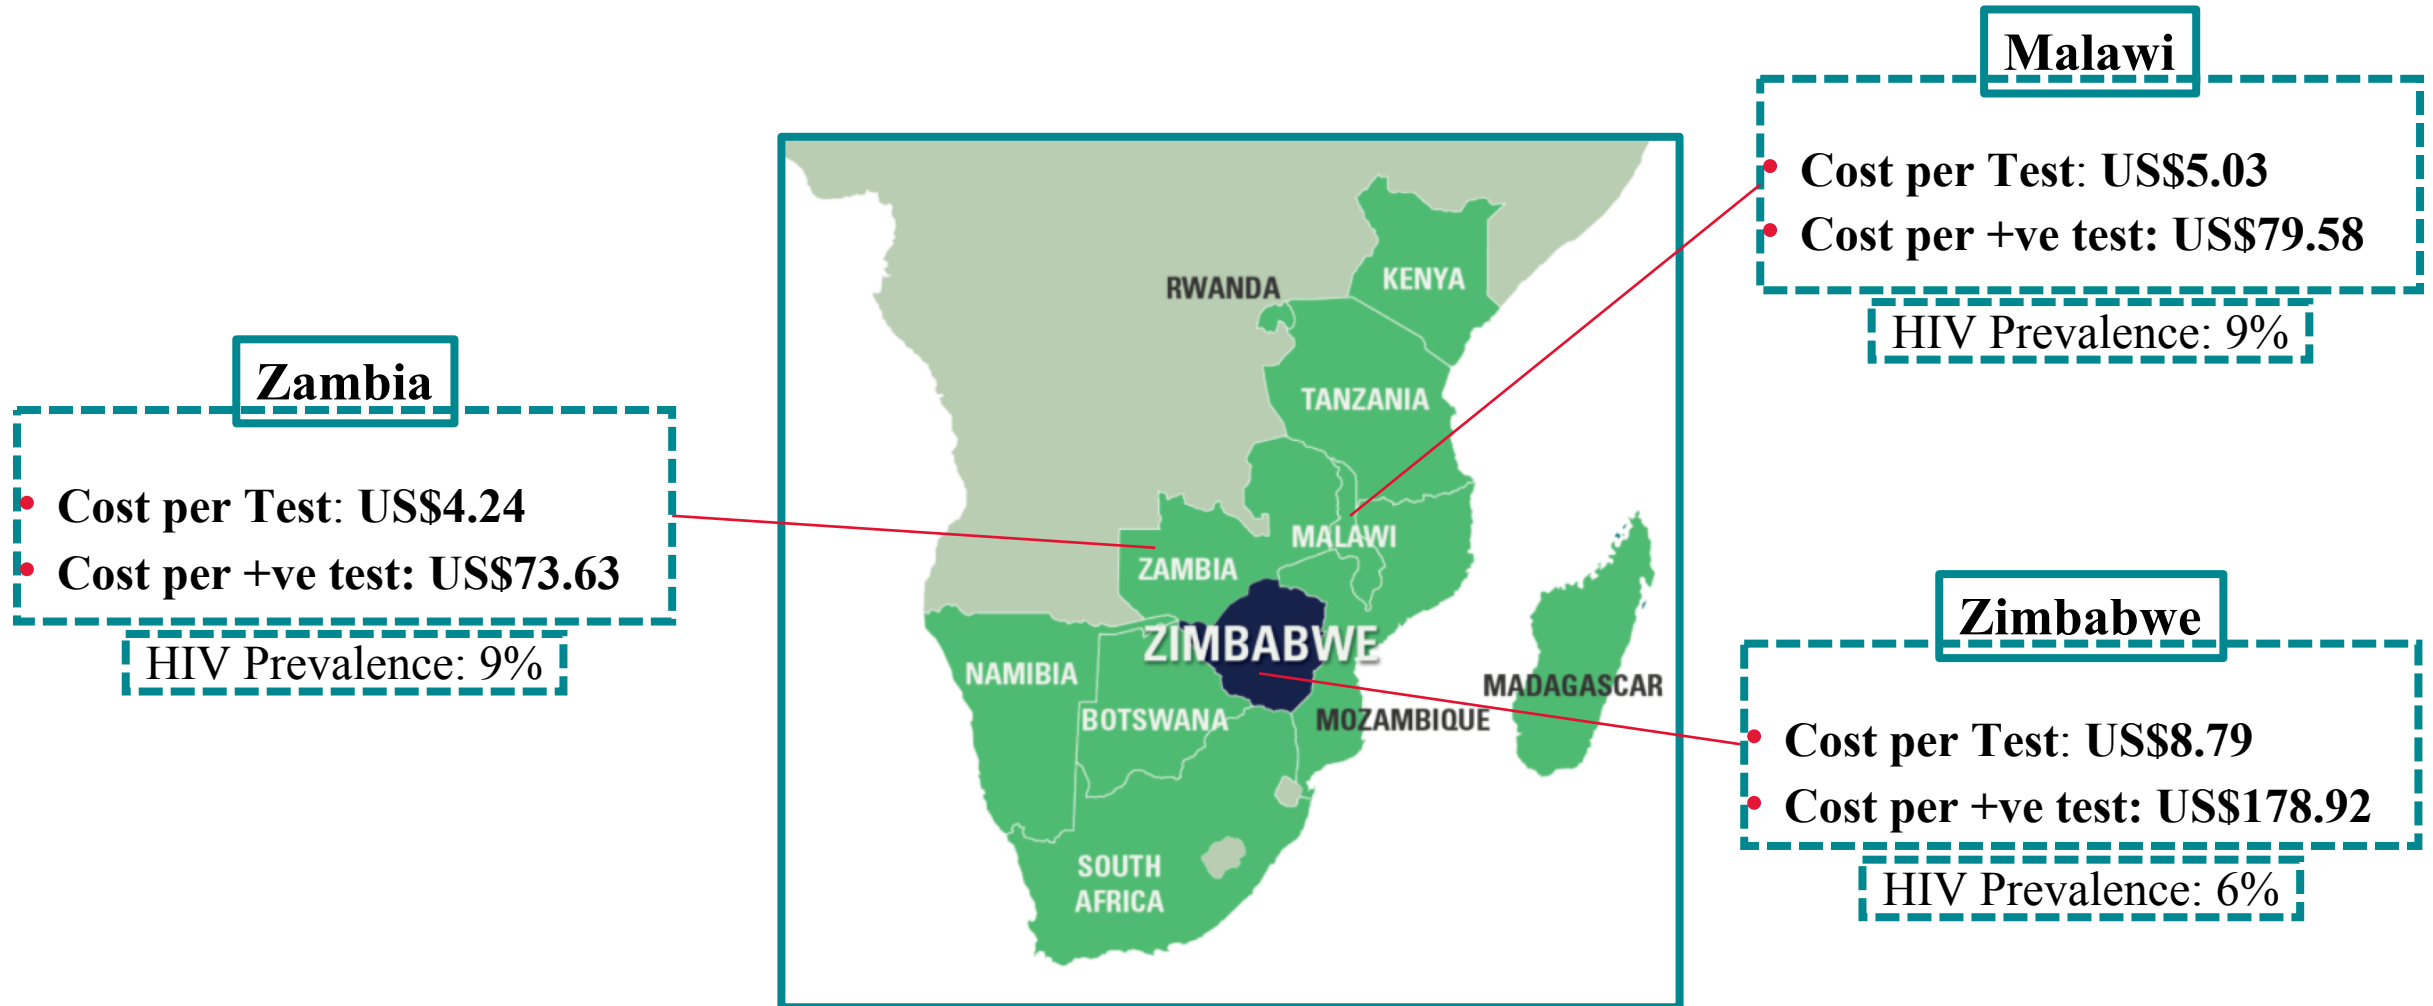 Malawi
• Cost per Test: US$5.03
• Cost per +ve test: US$79.58
HIV Prevalence: 9%
Zambia
• Cost per Test: US$4.24
• Cost per +ve test: US$73.63
HIV Prevalence: 9%
RWANDA
KENYA
TANZANIA
MALAWI
ZAMBIA
ZIMBABWE
NAMIBIA
BOTSWANA
MOZAMBIQUE
MADAGASCAR
SOUTH
AFRICA
Zimbabwe
• Cost per Test: US$8.79
• Cost per +ve test: US$178.92
HIV Prevalence: 6%